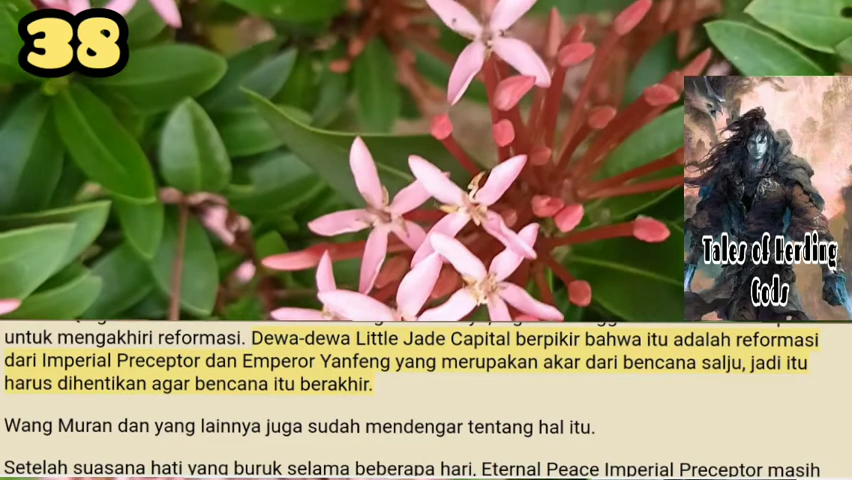 38
Tales of Herding
Gods
untuk mengakhiri reformasi. Dewa-dewa Little Jade Capital berpikir bahwa itu adalah reformasi
dari Imperial Preceptor dan Emperor Yanfeng yang merupakan akar dari bencana salju, jadi itu
harus dihentikan agar bencana itu berakhir.
Wang Muran dan yang lainnya juga sudah mendengar tentang hal itu.
Setelah suasana hati yang buruk selama beberapa hari, Eternal Peace Imperial Preceptor masih